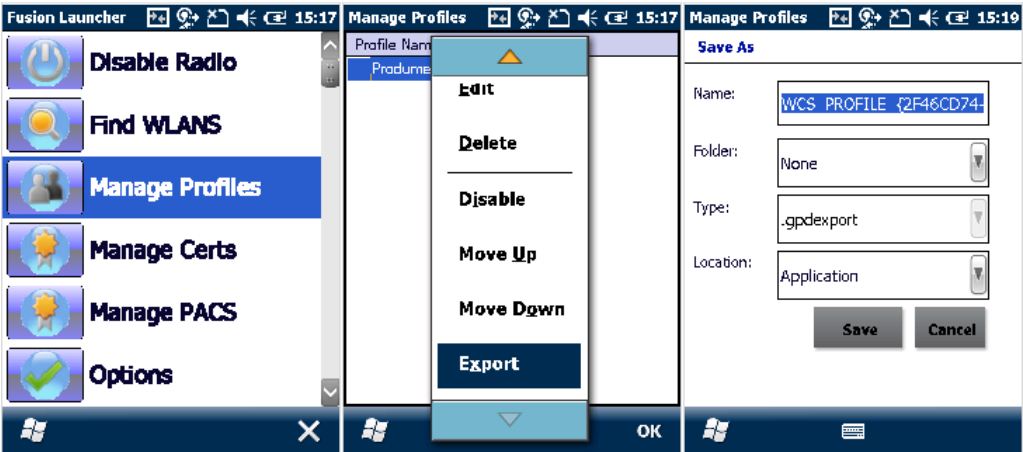 Fusion Launcher 15:17
Disable Radio
Find WLANS
Manage Profiles
Manage Certs
Manage PACS
Options
Manage Profiles 15:17
Profile Nam
Produme
Edit
Delete
Disable
Move Up
Move Down
Export
OK
Manage Profiles 15:19
Save As
Name: WCS PROFILE {2F46CD74-
Folder: None
Type: .gpdexport
Location: Application
Save Cancel